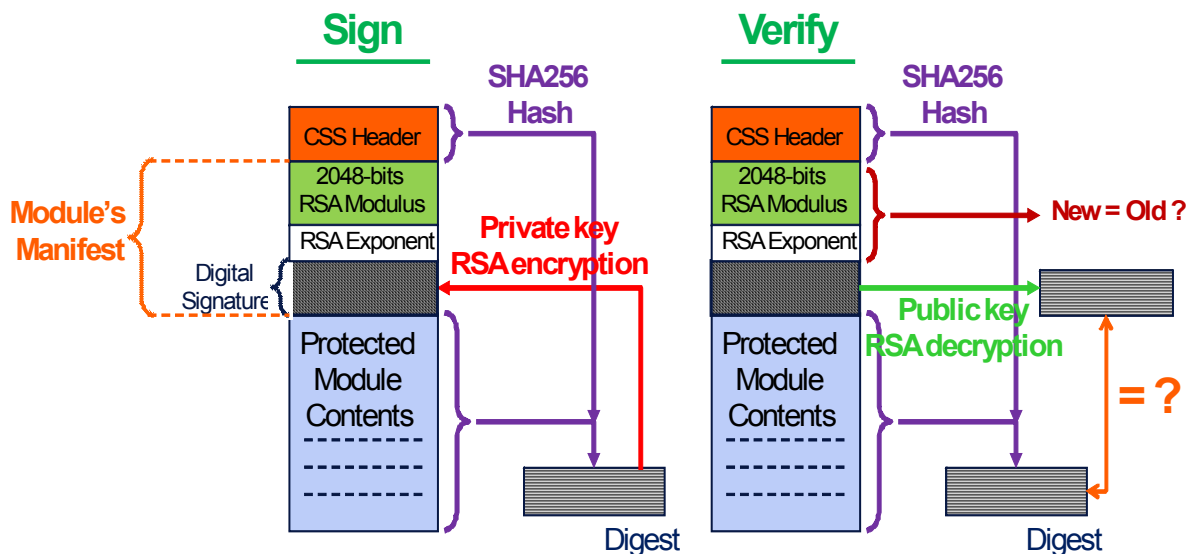 Sign
SHA256
Hash
CSS Header
2048-bits
RSA Modulus
RSA Exponent
Module's
Manifest
Digital
Signature
Private key
RSA encryption
Protected
Module
Contents
Digest
Verify
SHA256
Hash
CSS Header
2048-bits
RSA Modulus
RSA Exponent
New = Old ?
Public key
RSA decryption
Protected
Module
Contents
= ?
Digest